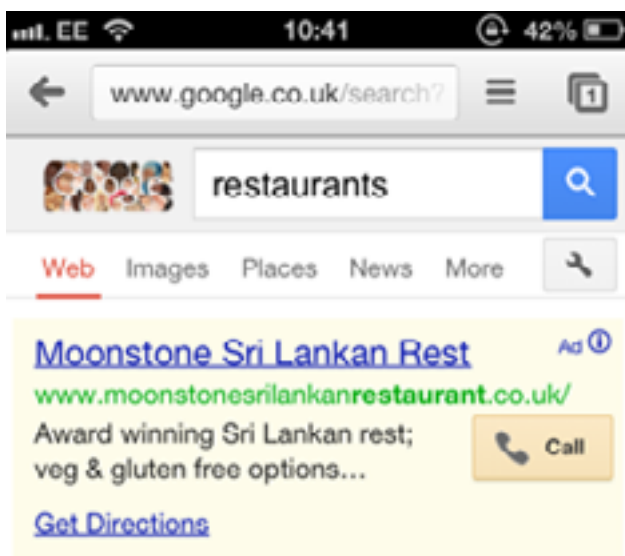 EE 10:41 42%
www.google.co.uk/search? 1
restaurants
Web Images Places News More
Moonstone Sri Lankan Rest Ad
www.moonstonesrilankanrestaurant.co.uk/
Award winning Sri Lankan rest;
veg & gluten free options... Call
Get Directions